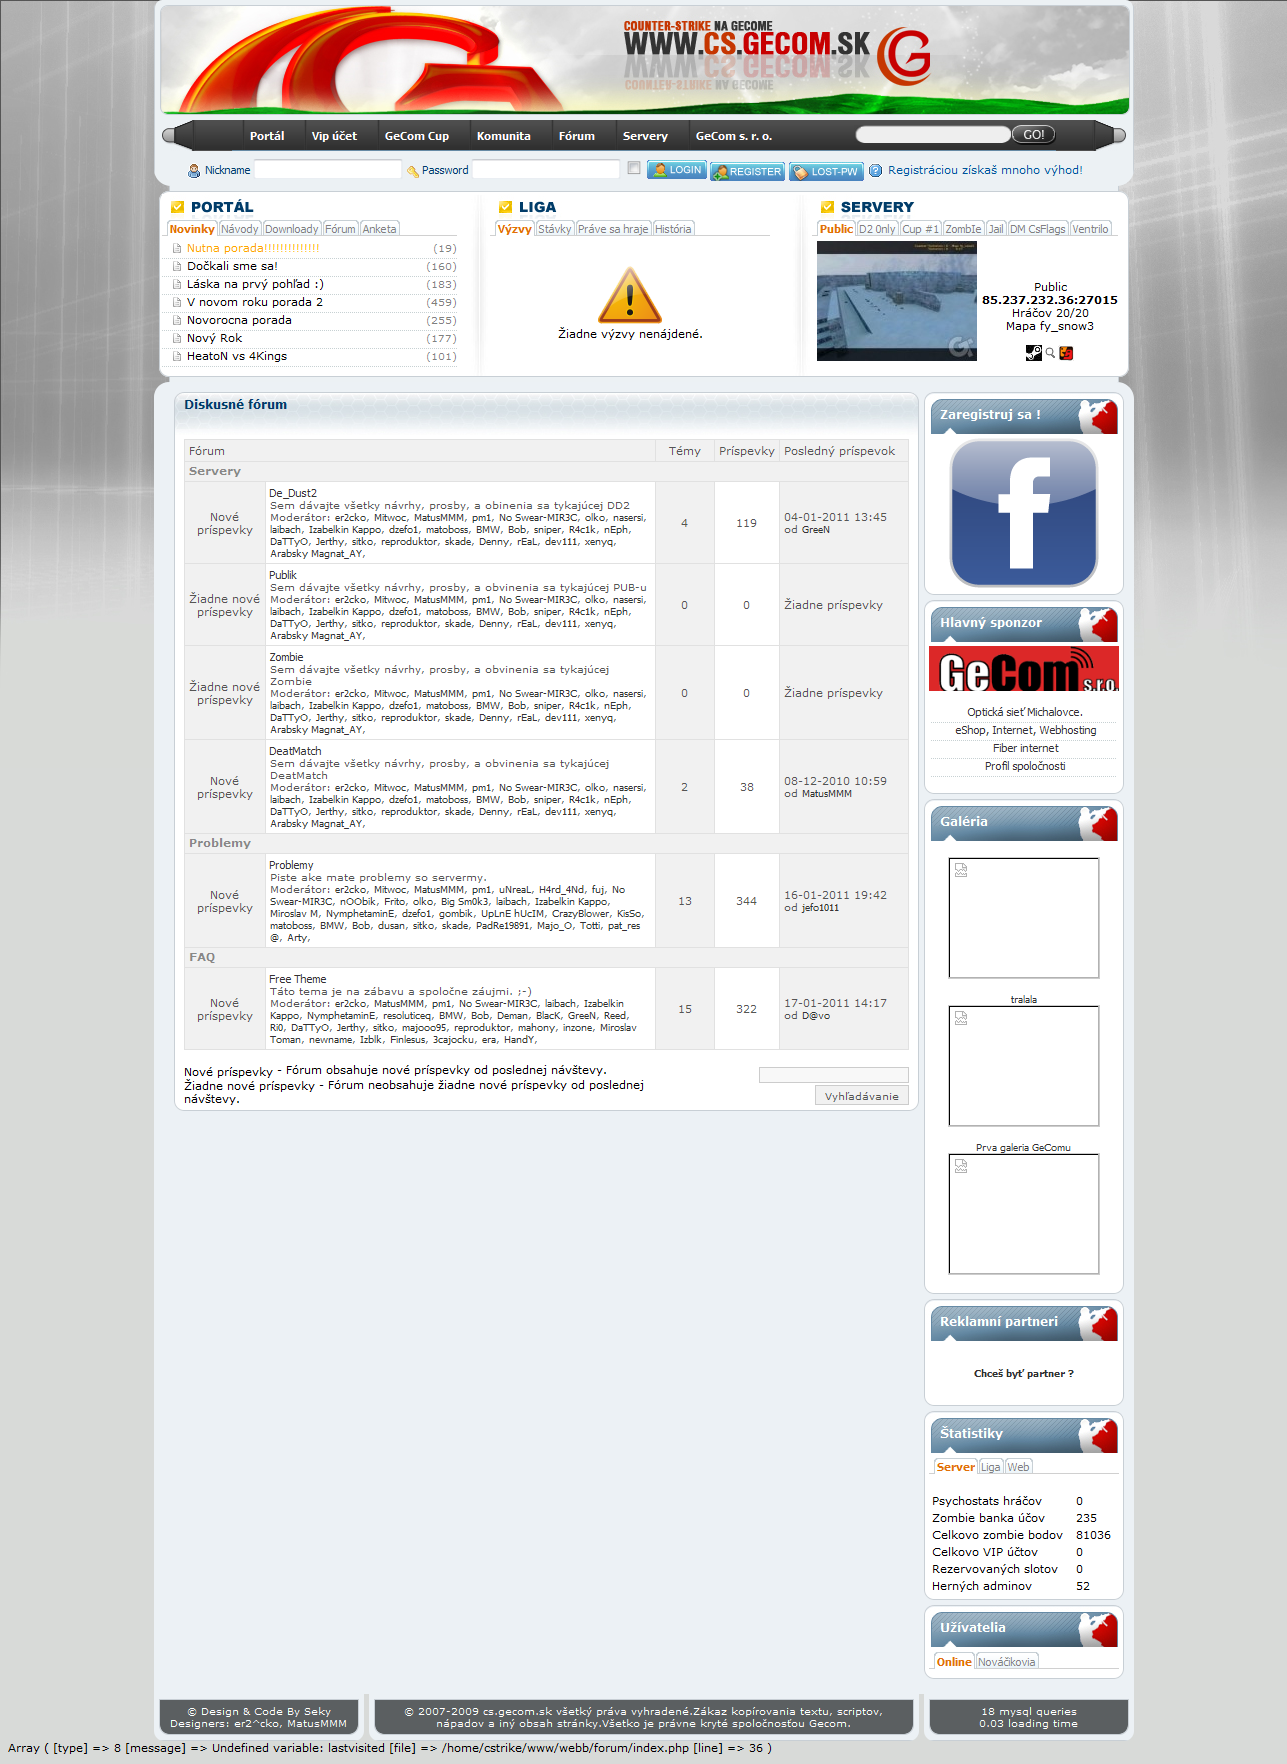 COUNTER-STRIKE NA GECOME
WWW.CS.GECOM.SK
Portál Vip účet GeCom Cup Komunita Fórum Servery GeCom s. r. o. GO!
Nickname Password LOGIN REGISTER LOST-PW Registráciou získaš mnoho výhod!
PORTÁL
Novinky Návody Downloady Fórum Anketa
Nutna porada!!!!!!!!!!!!!! (19)
Dočkali sme sa! (160)
Láska na prvý pohľad :) (183)
V novom roku porada 2 (459)
Novorocna porada (255)
Nový Rok (177)
HeatoN vs 4Kings (101)
LIGA
Výzvy Stávky Práve sa hraje História
Žiadne výzvy nenájdené.
SERVERY
Public D2 Only Cup #1 ZombIe Jail DM CsFlags Ventrilo
Public
85.237.232.36:27015
Hráčov 20/20
Mapa fy_snow3
Diskusné fórum
Fórum Témy Príspevky Posledný príspevok
Servery
Nové príspevky
De_Dust2
Sem dávajte všetky návrhy, prosby, a obinenia sa tykajúcej DD2
Moderátor: er2cko, Mitwoc, MatusMMM, pm1, No Swear-MIR3C, olko, nasersi,
laibach, Izabelkin Kappo, dzefo1, matoboss, BMW, Bob, sniper, R4c1k, nEph,
DaTTyO, Jerthy, sitko, reproduktor, skade, Denny, rEaL, dev111, xenyq,
Arabsky Magnat_AY,
4 119 04-01-2011 13:45
od GreeN
Žiadne nové príspevky
Publik
Sem dávajte všetky návrhy, prosby, a obvinenia sa tykajúcej PUB-u
Moderátor: er2cko, Mitwoc, MatusMMM, pm1, No Swear-MIR3C, olko, nasersi,
laibach, Izabelkin Kappo, dzefo1, matoboss, BMW, Bob, sniper, R4c1k, nEph,
DaTTyO, Jerthy, sitko, reproduktor, skade, Denny, rEaL, dev111, xenyq,
Arabsky Magnat_AY,
0 0 Žiadne príspevky
Žiadne nové príspevky
Zombie
Sem dávajte všetky návrhy, prosby, a obvinenia sa tykajúcej
Zombie
Moderátor: er2cko, Mitwoc, MatusMMM, pm1, No Swear-MIR3C, olko, nasersi,
laibach, Izabelkin Kappo, dzefo1, matoboss, BMW, Bob, sniper, R4c1k, nEph,
DaTTyO, Jerthy, sitko, reproduktor, skade, Denny, rEaL, dev111, xenyq,
Arabsky Magnat_AY,
0 0 Žiadne príspevky
Nové príspevky
DeatMatch
Sem dávajte všetky návrhy, prosby, a obvinenia sa tykajúcej
DeatMatch
Moderátor: er2cko, Mitwoc, MatusMMM, pm1, No Swear-MIR3C, olko, nasersi,
laibach, Izabelkin Kappo, dzefo1, matoboss, BMW, Bob, sniper, R4c1k, nEph,
DaTTyO, Jerthy, sitko, reproduktor, skade, Denny, rEaL, dev111, xenyq,
Arabsky Magnat_AY,
2 38 08-12-2010 10:59
od MatusMMM
Problemy
Nové príspevky
Problemy
Piste ake mate problemy so servermy.
Moderátor: er2cko, Mitwoc, MatusMMM, pm1, uNreaL, H4rd_4Nd, fuj, No
Swear-MIR3C, nOObik, Frito, olko, Big Sm0k3, laibach, Izabelkin Kappo,
Miroslav M, NymphetaminE, dzefo1, gombik, UpLnE hUcIM, CrazyBlower, KisSo,
matoboss, BMW, Bob, dusan, sitko, skade, PadRe19891, Majo_O, Totti, pat_res
@, Arty,
13 344 16-01-2011 19:42
od jefo1011
FAQ
Nové príspevky
Free Theme
Táto tema je na zábavu a spoločne záujmi. ;-)
Moderátor: er2cko, MatusMMM, pm1, No Swear-MIR3C, laibach, Izabelkin
Kappo, NymphetaminE, resoluticeq, BMW, Bob, Deman, BlacK, GreeN, Reed,
Ri0, DaTTyO, Jerthy, sitko, majooo95, reproduktor, mahony, inzone, Miroslav
Toman, newname, Izblk, Finlesus, 3cajocku, era, HandY,
15 322 17-01-2011 14:17
od D@vo
Nové príspevky - Fórum obsahuje nové príspevky od poslednej návštevy.
Žiadne nové príspevky - Fórum neobsahuje žiadne nové príspevky od poslednej
návštevy.
Vyhľadávanie
Zaregistruj sa !
f
Hlavný sponzor
GeCom s.r.o.
Optická sieť Michalovce.
eShop, Internet, Webhosting
Fiber internet
Profil spoločnosti
Galéria
tralala
Prva galeria GeComu
Reklamní partneri
Chceš byť partner ?
Štatistiky
Server Liga Web
Psychostats hráčov 0
Zombie banka účov 235
Celkovo zombie bodov 81036
Celkovo VIP účtov 0
Rezervovaných slotov 0
Herných adminov 52
Užívatelia
Online Nováčikovia
© Design & Code By Seky
Designers: er2^cko, MatusMMM
© 2007-2009 cs.gecom.sk všetký práva vyhradené.Zákaz kopírovania textu, scriptov,
nápadov a iný obsah stránky.Všetko je právne kryté spoločnosťou Gecom.
18 mysql queries
0.03 loading time
Array ( [type] => 8 [message] => Undefined variable: lastvisited [file] => /home/cstrike/www/webb/forum/index.php [line] => 36 )